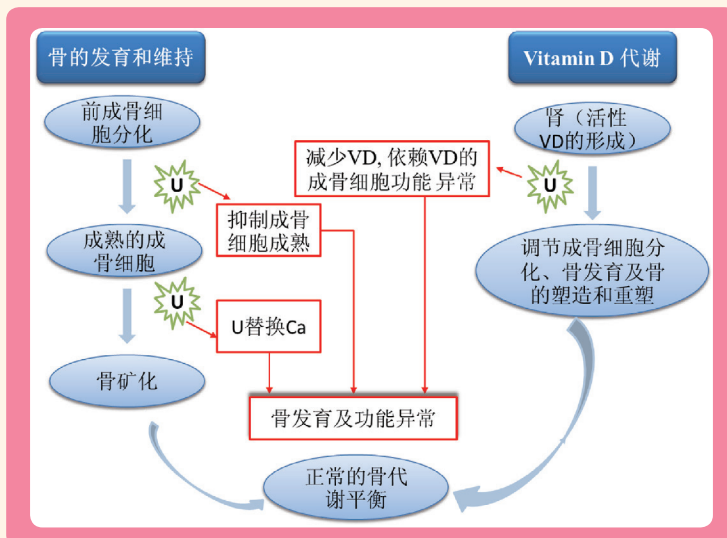 骨的发育和维持
Vitamin D 代谢
前成骨细
胞分化
肾（活性
VD的形成）
减少VD, 依赖VD的
成骨细胞功能 异常
U
U
抑制成骨
细胞成熟
成熟的成
骨细胞
调节成骨细胞分
化、骨发育及骨
的塑造和重塑
U
U替换Ca
骨矿化
骨发育及功能异常
正常的骨代
谢平衡